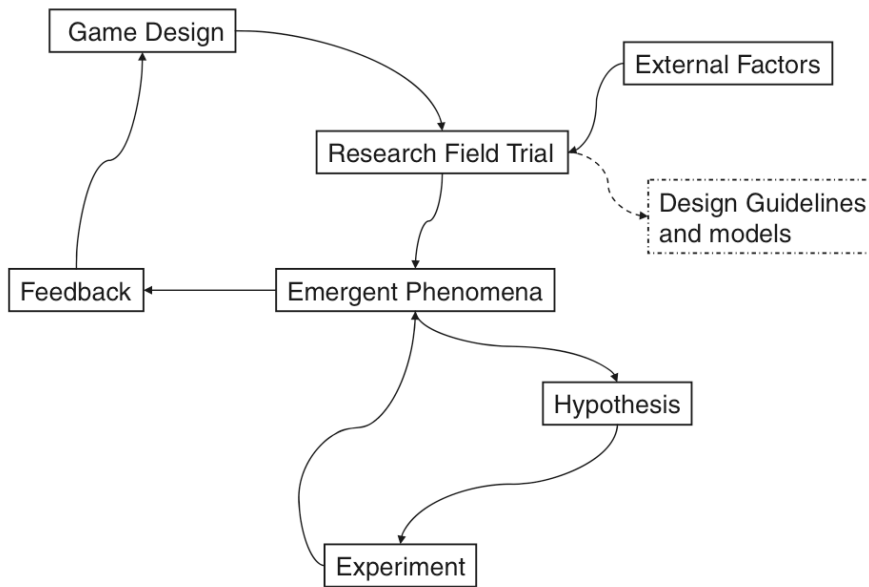 Game Design
External Factors
Research Field Trial
Design Guidelines
and models
Feedback
Emergent Phenomena
Hypothesis
Experiment